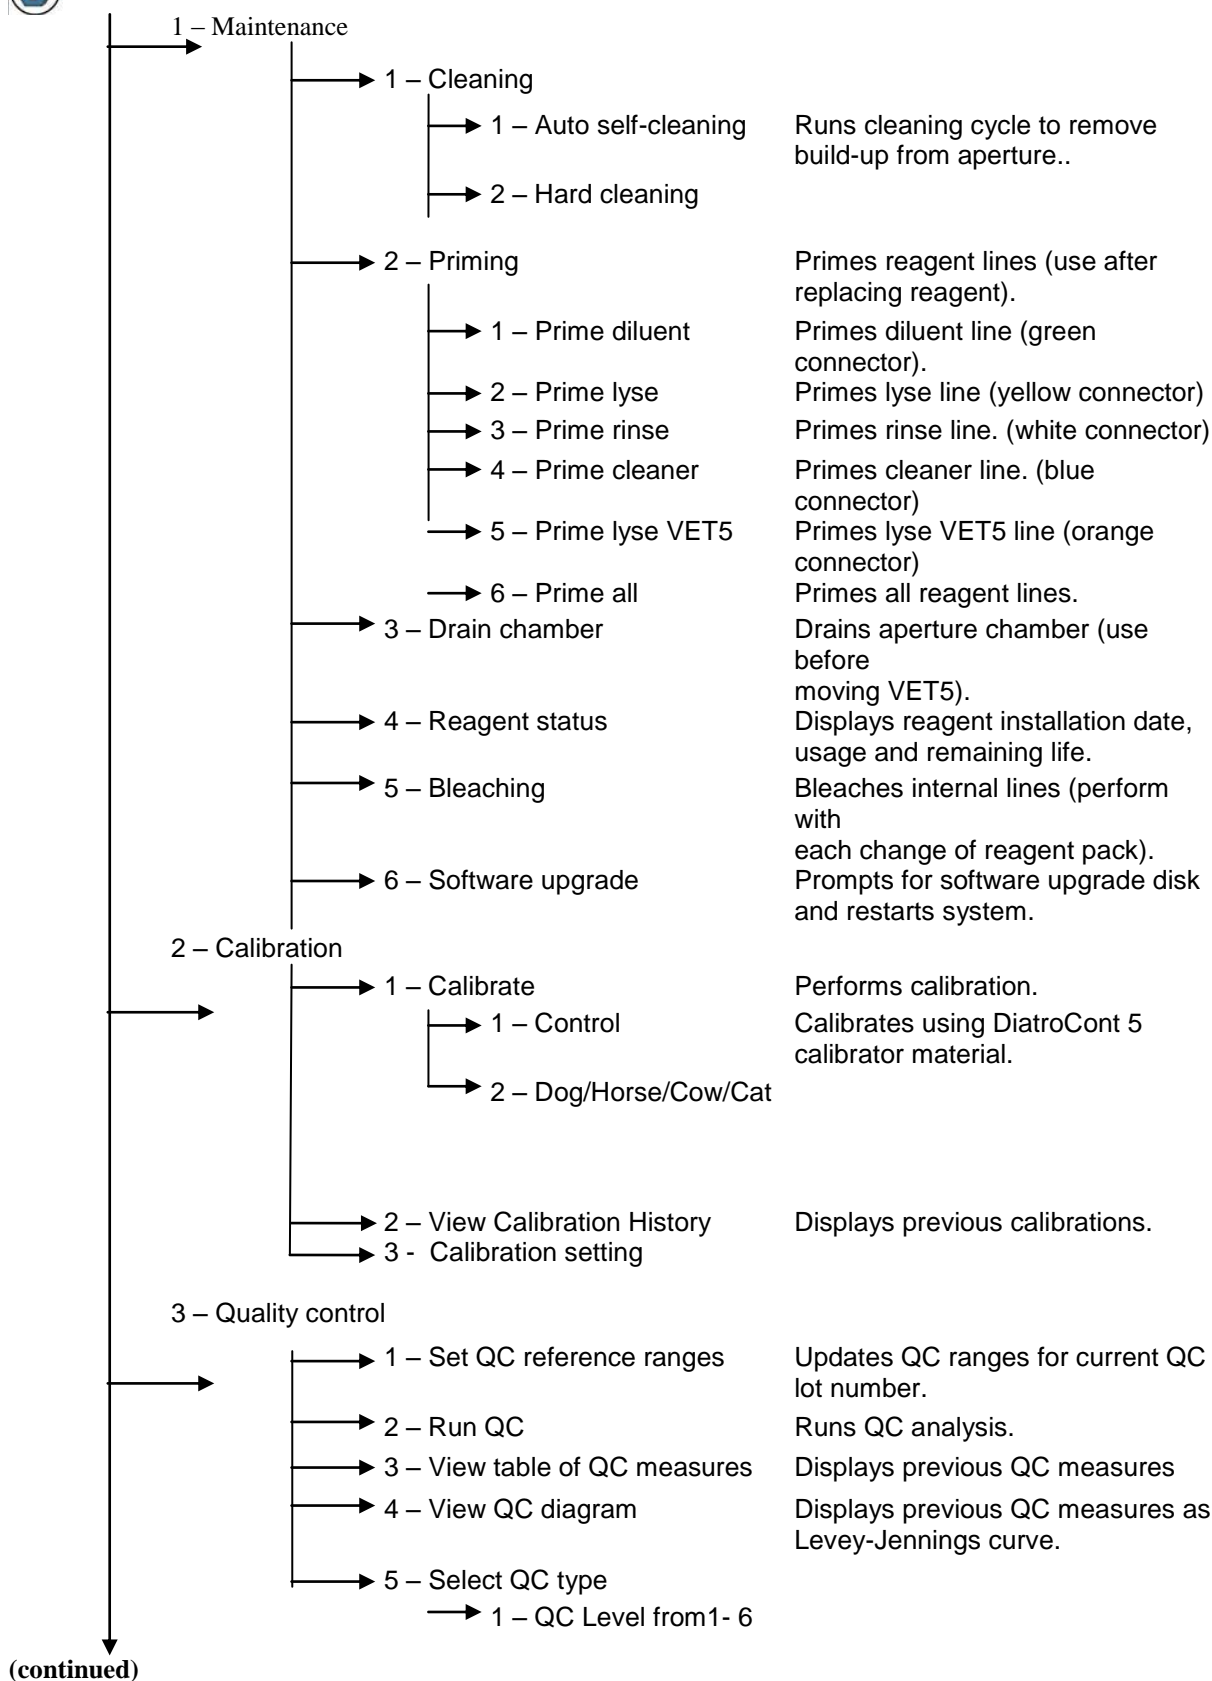 1 – Maintenance
1 – Cleaning
1 – Auto self-cleaning Runs cleaning cycle to remove
build-up from aperture..
2 – Hard cleaning
2 – Priming Primes reagent lines (use after
replacing reagent).
1 – Prime diluent Primes diluent line (green
connector).
2 – Prime lyse Primes lyse line (yellow connector)
3 – Prime rinse Primes rinse line. (white connector)
4 – Prime cleaner Primes cleaner line. (blue
connector)
5 – Prime lyse VET5 Primes lyse VET5 line (orange
connector)
6 – Prime all Primes all reagent lines.
3 – Drain chamber Drains aperture chamber (use
before
moving VET5).
4 – Reagent status Displays reagent installation date,
usage and remaining life.
5 – Bleaching Bleaches internal lines (perform
with
each change of reagent pack).
6 – Software upgrade Prompts for software upgrade disk
and restarts system.
2 – Calibration
1 – Calibrate Performs calibration.
1 – Control Calibrates using DiatroCont 5
calibrator material.
2 – Dog/Horse/Cow/Cat
2 – View Calibration History Displays previous calibrations.
3 - Calibration setting
3 – Quality control
1 – Set QC reference ranges Updates QC ranges for current QC
lot number.
2 – Run QC Runs QC analysis.
3 – View table of QC measures Displays previous QC measures
4 – View QC diagram Displays previous QC measures as
Levey-Jennings curve.
5 – Select QC type
1 – QC Level from1- 6
(continued)